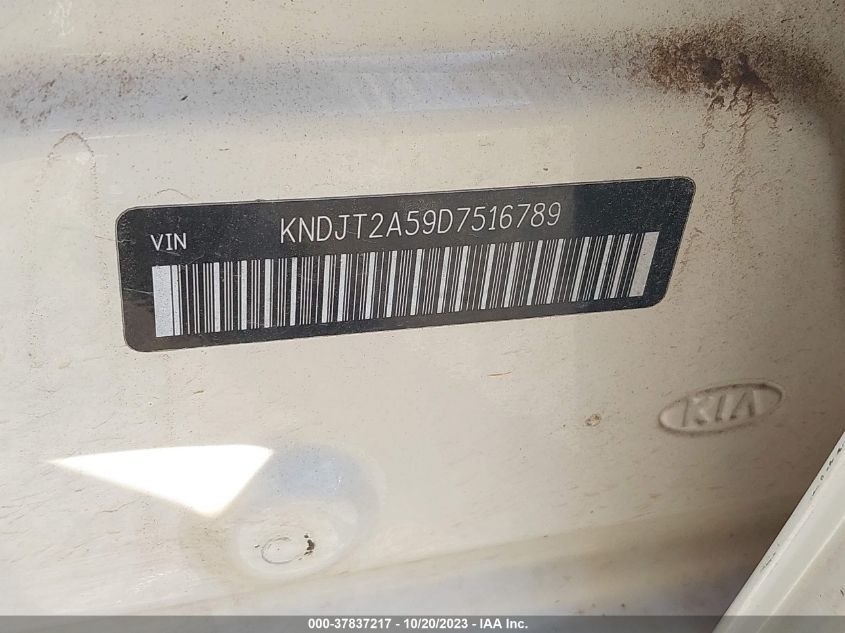 VIN KNDJT2A59D7516789
KIA
000-37837217 - 10/20/2023 - IAA Inc.